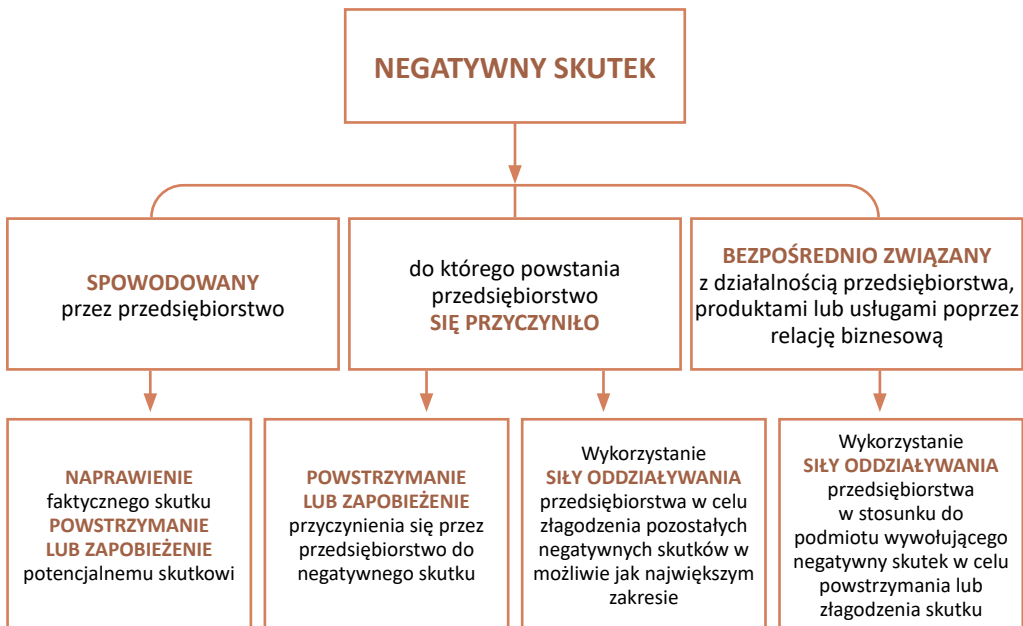 NEGATYWNY SKUTEK
SPOWODOWANY
przez przedsiębiorstwo
do którego powstania
przedsiębiorstwo
SIĘ PRZYCZYNIŁO
BEZPOŚREDNIO ZWIĄZANY
z działalnością przedsiębiorstwa,
produktami lub usługami poprzez
relację biznesową
NAPRAWIENIE
faktycznego skutku
POWSTRZYMANIE
LUB ZAPOBIEŻENIE
potencjalnemu skutkowi
POWSTRZYMANIE
LUB ZAPOBIEŻENIE
przyczynienia się przez
przedsiębiorstwo do
negatywnego skutku
Wykorzystanie
SIŁY ODDZIAŁYWANIA
przedsiębiorstwa w celu
złagodzenia pozostałych
negatywnych skutków w
możliwie jak największym
zakresie
Wykorzystanie
SIŁY ODDZIAŁYWANIA
przedsiębiorstwa
w stosunku do
podmiotu wywołującego
negatywny skutek w celu
powstrzymania lub
złagodzenia skutku